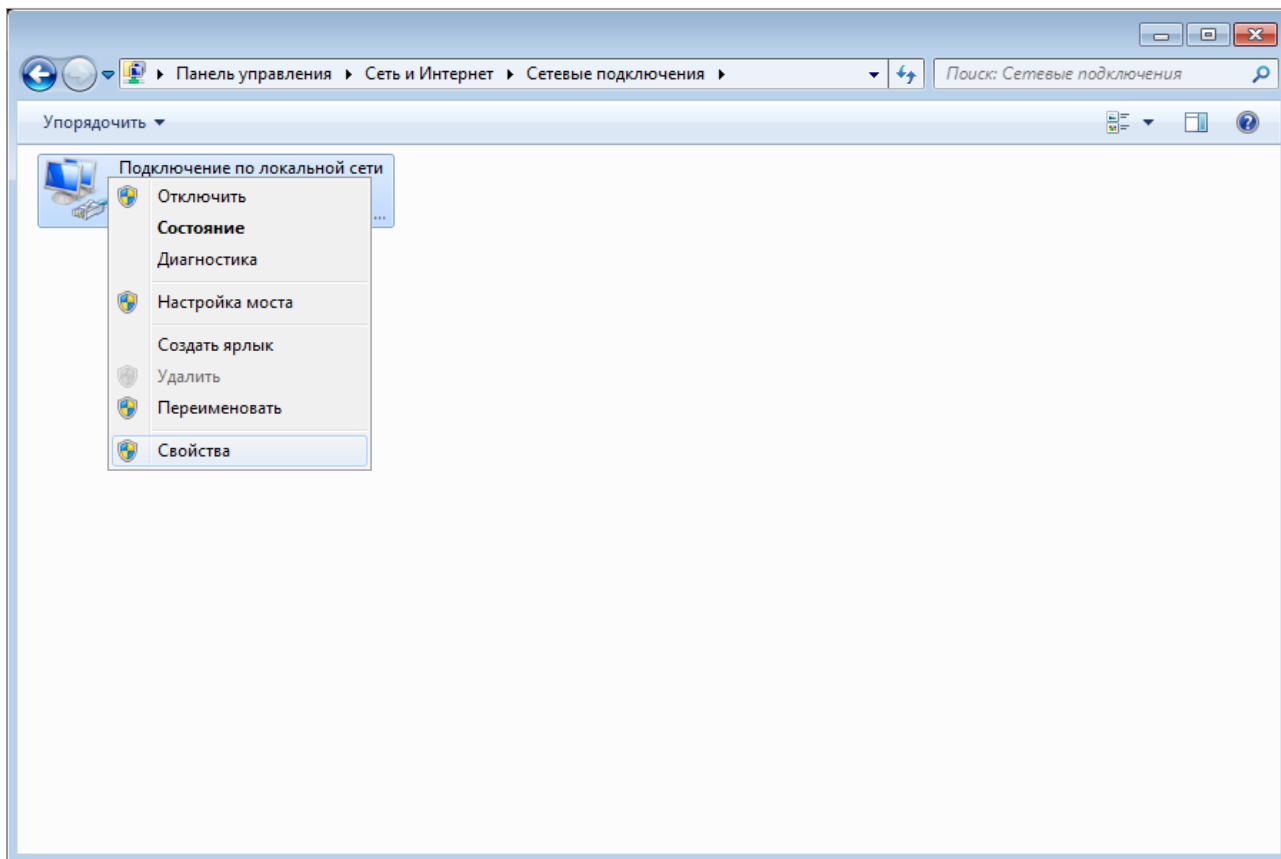 Панель управления Сеть и Интернет Сетевые подключения Поиск: Сетевые подключения
Упорядочить
Подключение по локальной сети
...
Отключить
Состояние
Диагностика
Настройка моста
Создать ярлык
Удалить
Переименовать
Свойства